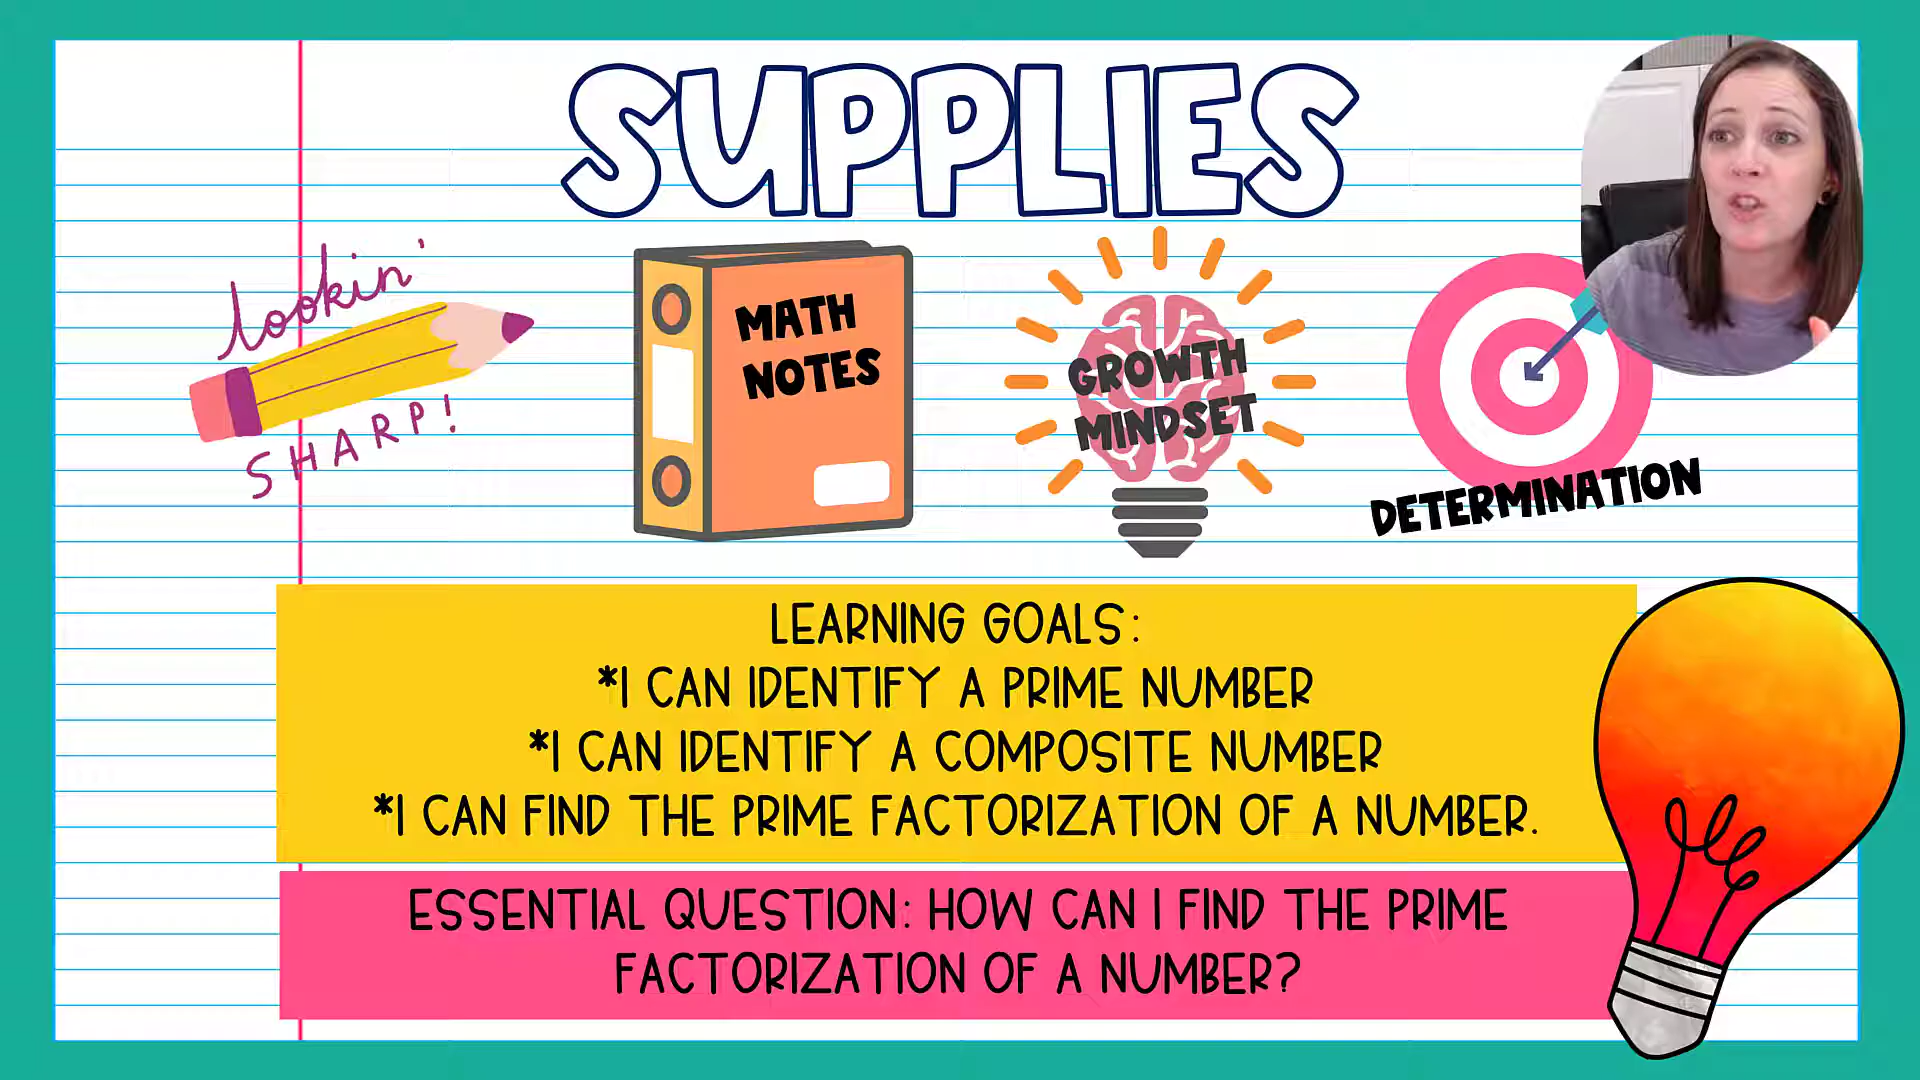 SUPPLIES
lookin'
SHARP!
MATH
NOTES
GROWTH
MINDSET
DETERMINATION
LEARNING GOALS:
*I CAN IDENTIFY A PRIME NUMBER
*I CAN IDENTIFY A COMPOSITE NUMBER
*I CAN FIND THE PRIME FACTORIZATION OF A NUMBER.
ESSENTIAL QUESTION: HOW CAN I FIND THE PRIME
FACTORIZATION OF A NUMBER?